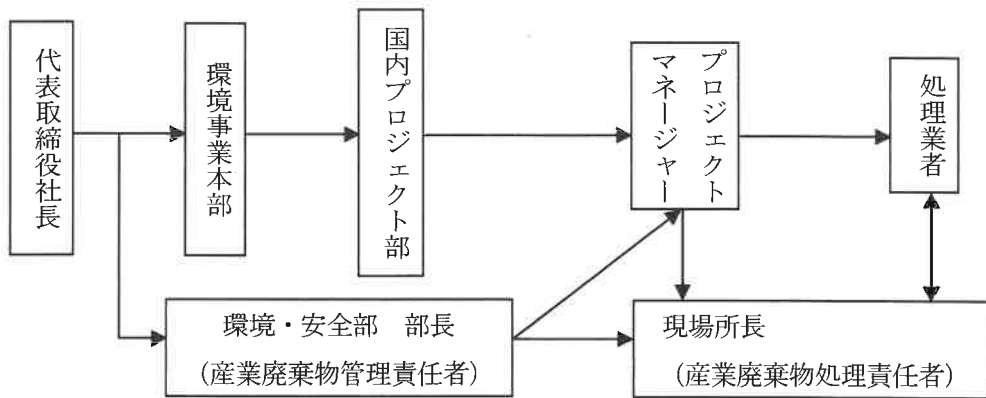 代表取締役社長
環境事業本部
国内プロジェクト部
プロジェクト
マネージャー
処理業者
環境・安全部　部長
（産業廃棄物管理責任者）
現場所長
（産業廃棄物処理責任者）